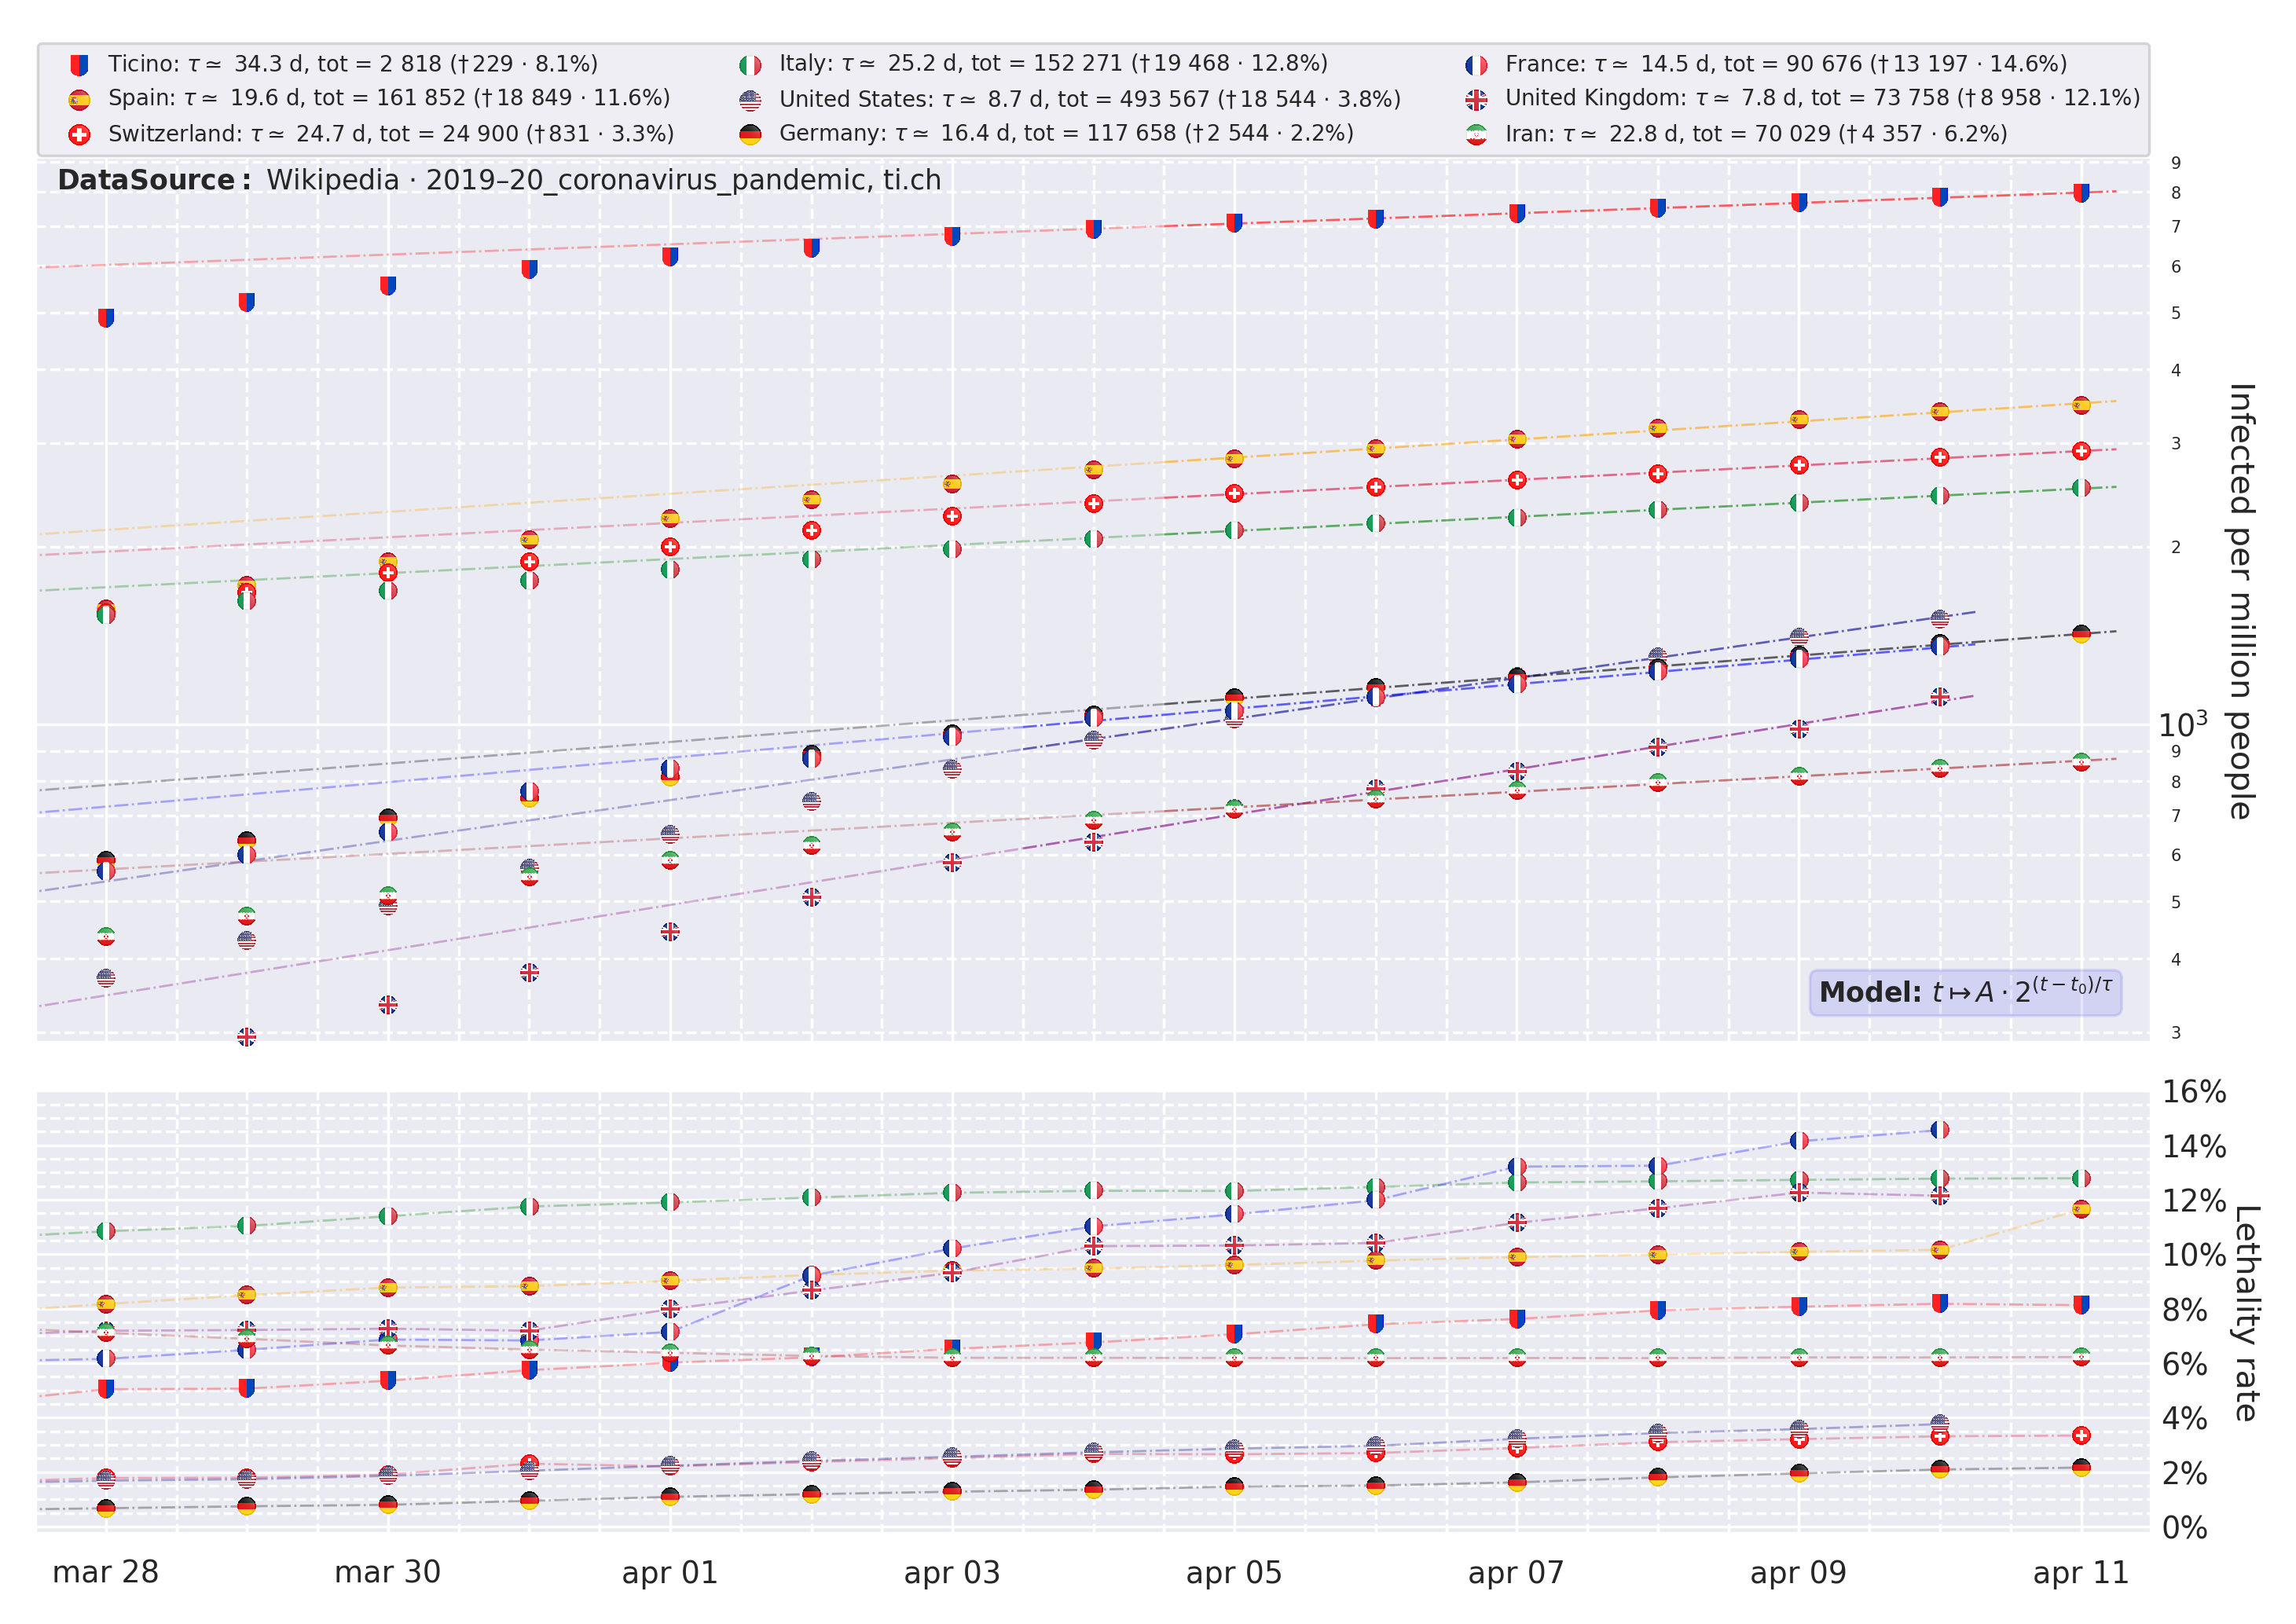 Ticino: τ ≃ 34.3 d, tot = 2 818 (†229 · 8.1%)
Italy: τ ≃ 25.2 d, tot = 152 271 (†19 468 · 12.8%)
France: τ ≃ 14.5 d, tot = 90 676 (†13 197 · 14.6%)
Spain: τ ≃ 19.6 d, tot = 161 852 (†18 849 · 11.6%)
United States: τ ≃ 8.7 d, tot = 493 567 (†18 544 · 3.8%)
United Kingdom: τ ≃ 7.8 d, tot = 73 758 (†8 958 · 12.1%)
Switzerland: τ ≃ 24.7 d, tot = 24 900 (†831 · 3.3%)
Germany: τ ≃ 16.4 d, tot = 117 658 (†2 544 · 2.2%)
Iran: τ ≃ 22.8 d, tot = 70 029 (†4 357 · 6.2%)
DataSource: Wikipedia · 2019–20_coronavirus_pandemic, ti.ch
9
8
7
6
5
4
3
2
10³
9
8
7
6
5
4
3
Infected per million people
Model: t ↦ A · 2^{(t − t₀)/τ}
16%
14%
12%
10%
8%
6%
4%
2%
0%
Lethality rate
mar 28
mar 30
apr 01
apr 03
apr 05
apr 07
apr 09
apr 11